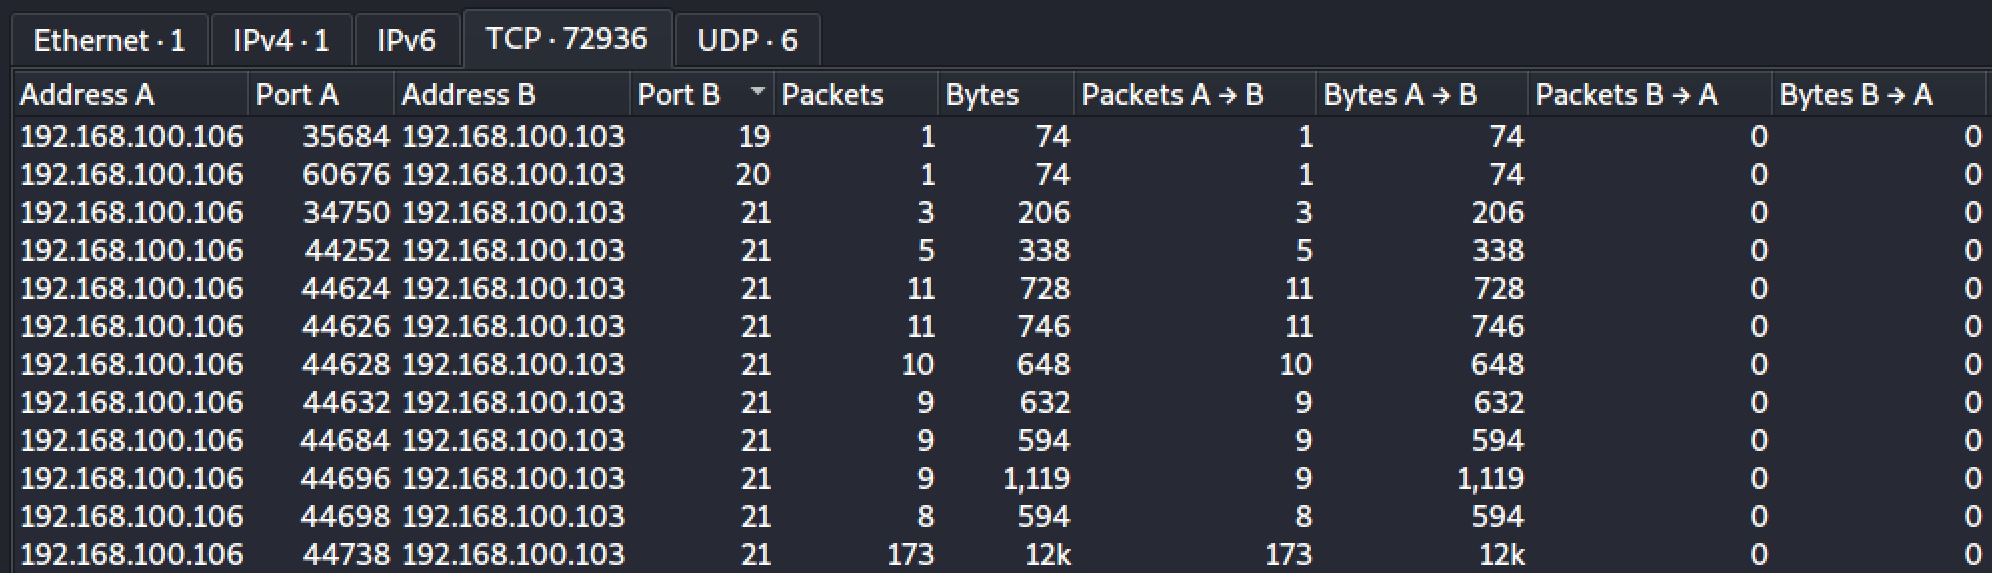 Ethernet · 1 IPv4 · 1 IPv6 TCP · 72936 UDP · 6
Address A Port A Address B Port B Packets Bytes Packets A → B Bytes A → B Packets B → A Bytes B → A
192.168.100.106 35684 192.168.100.103 19 1 74 1 74 0 0
192.168.100.106 60676 192.168.100.103 20 1 74 1 74 0 0
192.168.100.106 34750 192.168.100.103 21 3 206 3 206 0 0
192.168.100.106 44252 192.168.100.103 21 5 338 5 338 0 0
192.168.100.106 44624 192.168.100.103 21 11 728 11 728 0 0
192.168.100.106 44626 192.168.100.103 21 11 746 11 746 0 0
192.168.100.106 44628 192.168.100.103 21 10 648 10 648 0 0
192.168.100.106 44632 192.168.100.103 21 9 632 9 632 0 0
192.168.100.106 44684 192.168.100.103 21 9 594 9 594 0 0
192.168.100.106 44696 192.168.100.103 21 9 1,119 9 1,119 0 0
192.168.100.106 44698 192.168.100.103 21 8 594 8 594 0 0
192.168.100.106 44738 192.168.100.103 21 173 12k 173 12k 0 0